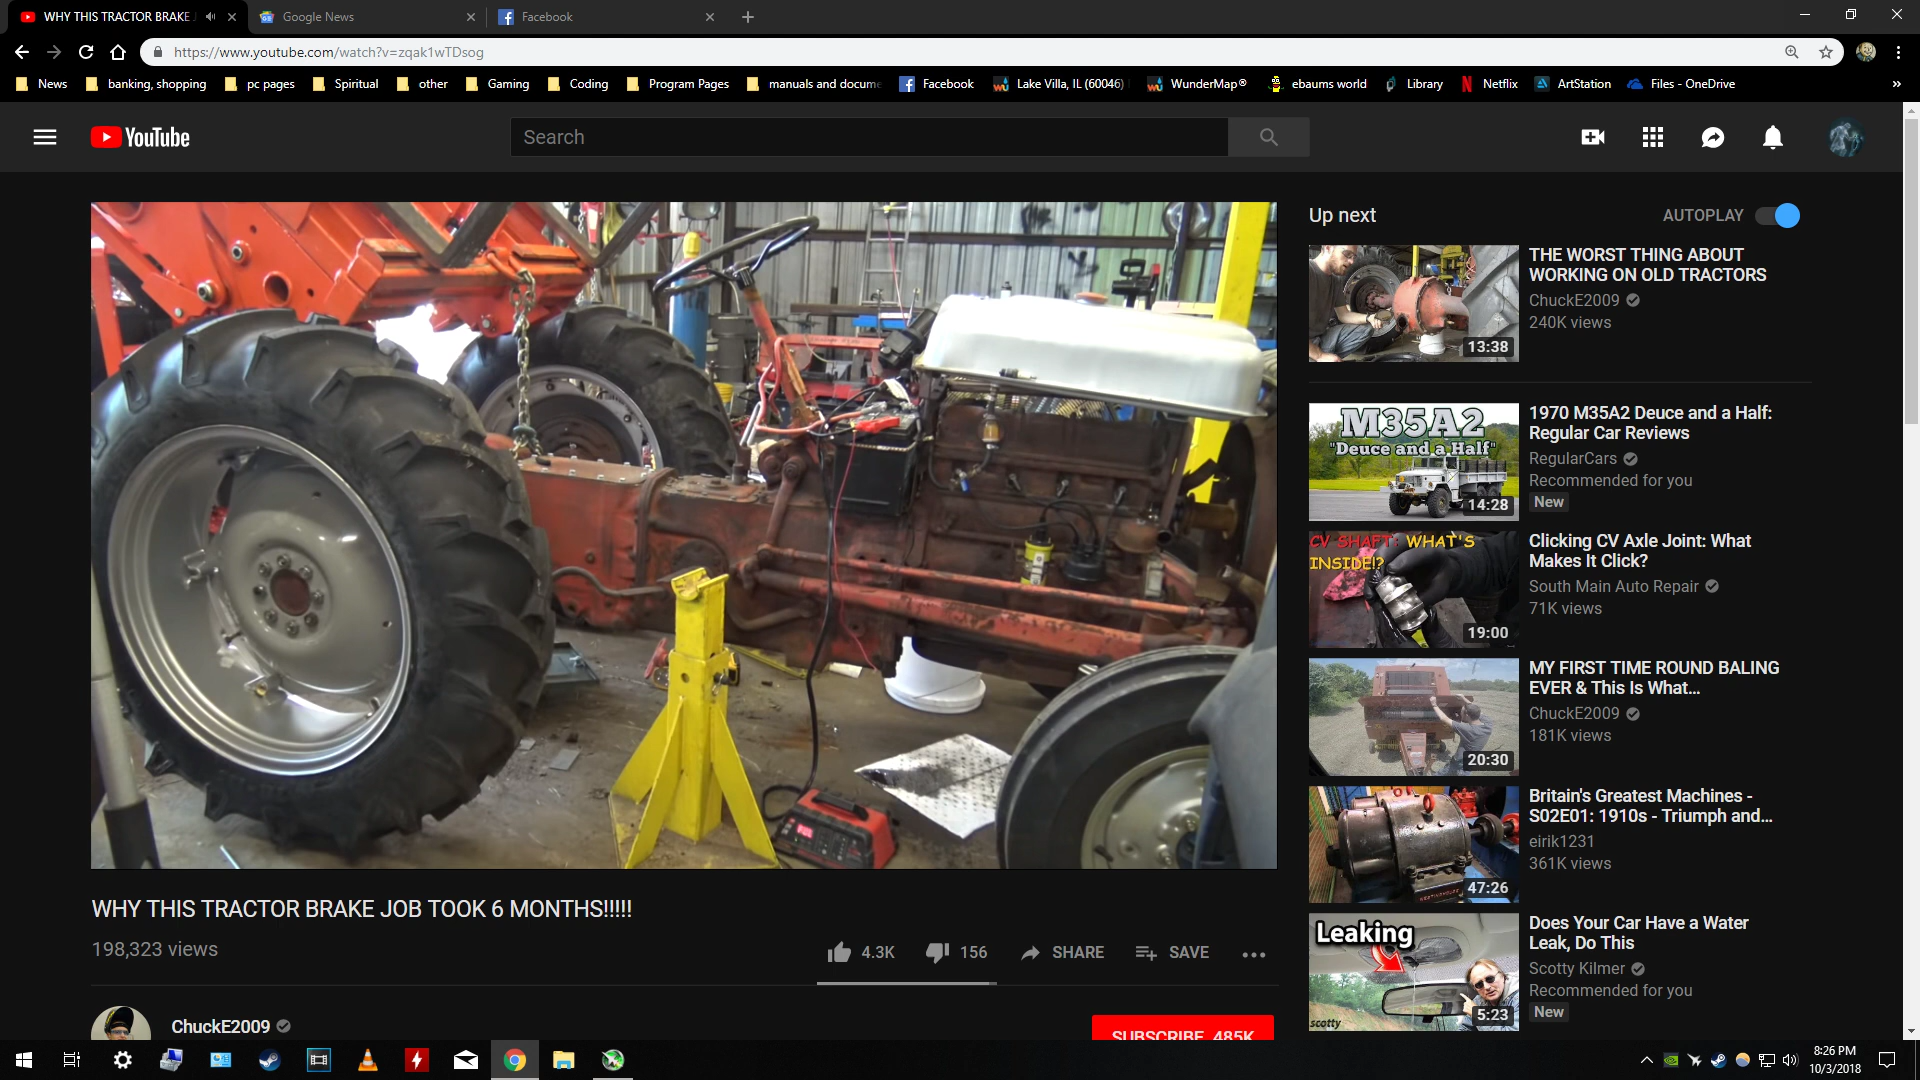 WHY THIS TRACTOR BRAKE
Google News
Facebook
https://www.youtube.com/watch?v=zqak1wTDsog
News
banking, shopping
pc pages
Spiritual
other
Gaming
Coding
Program Pages
manuals and docume
Facebook
Lake Villa, IL (60046)
WunderMap®
ebaums world
Library
Netflix
ArtStation
Files - OneDrive
»
YouTube
Search
Up next
AUTOPLAY
THE WORST THING ABOUT
WORKING ON OLD TRACTORS
ChuckE2009
240K views
13:38
M35A2
"Deuce and a Half"
14:28
1970 M35A2 Deuce and a Half:
Regular Car Reviews
RegularCars
Recommended for you
New
CV SHAFT: WHAT'S
INSIDE!?
19:00
Clicking CV Axle Joint: What
Makes It Click?
South Main Auto Repair
71K views
20:30
MY FIRST TIME ROUND BALING
EVER & This Is What...
ChuckE2009
181K views
47:26
Britain's Greatest Machines -
S02E01: 1910s - Triumph and...
eirik1231
361K views
Leaking
scotty
5:23
Does Your Car Have a Water
Leak, Do This
Scotty Kilmer
Recommended for you
New
WHY THIS TRACTOR BRAKE JOB TOOK 6 MONTHS!!!!!
198,323 views
4.3K
156
SHARE
SAVE
ChuckE2009
SUBSCRIBE 485K
8:26 PM
10/3/2018